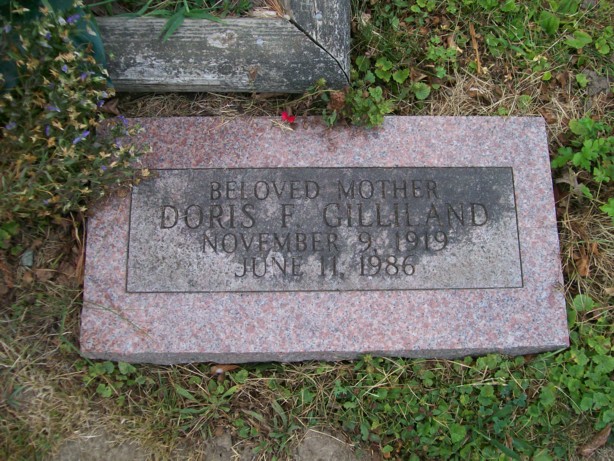 BELOVED MOTHER
DORIS F GILLILAND
NOVEMBER 9, 1919
JUNE 11, 1986